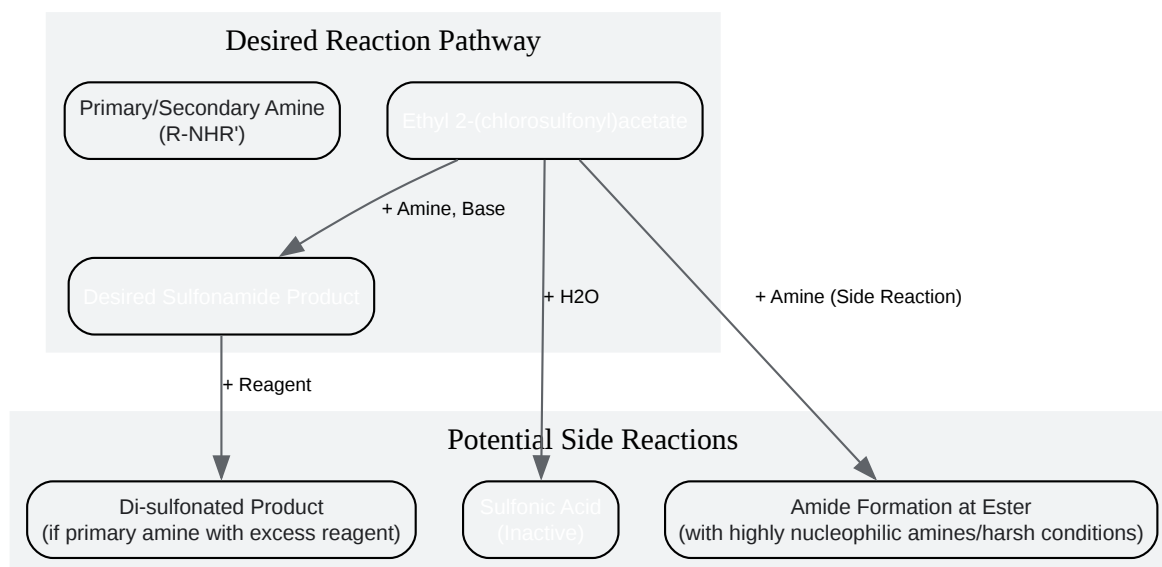 Desired Reaction Pathway
Primary/Secondary Amine
(R-NHR')
Ethyl 2-(chlorosulfonyl)acetate
+ Amine, Base
Desired Sulfonamide Product
+ H2O
+ Amine (Side Reaction)
+ Reagent
Potential Side Reactions
Di-sulfonated Product
(if primary amine with excess reagent)
Sulfonic Acid
(Inactive)
Amide Formation at Ester
(with highly nucleophilic amines/harsh conditions)